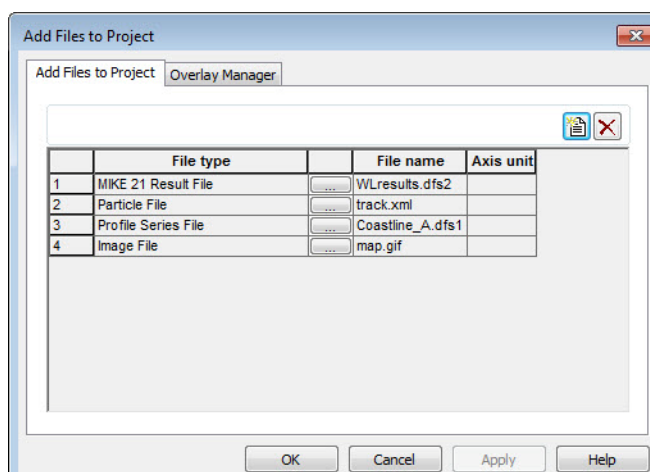 Add Files to Project
Add Files to Project Overlay Manager
File type File name Axis unit
1 MIKE 21 Result File ... WLresults.dfs2
2 Particle File ... track.xml
3 Profile Series File ... Coastline_A.dfs1
4 Image File ... map.gif
OK Cancel Apply Help